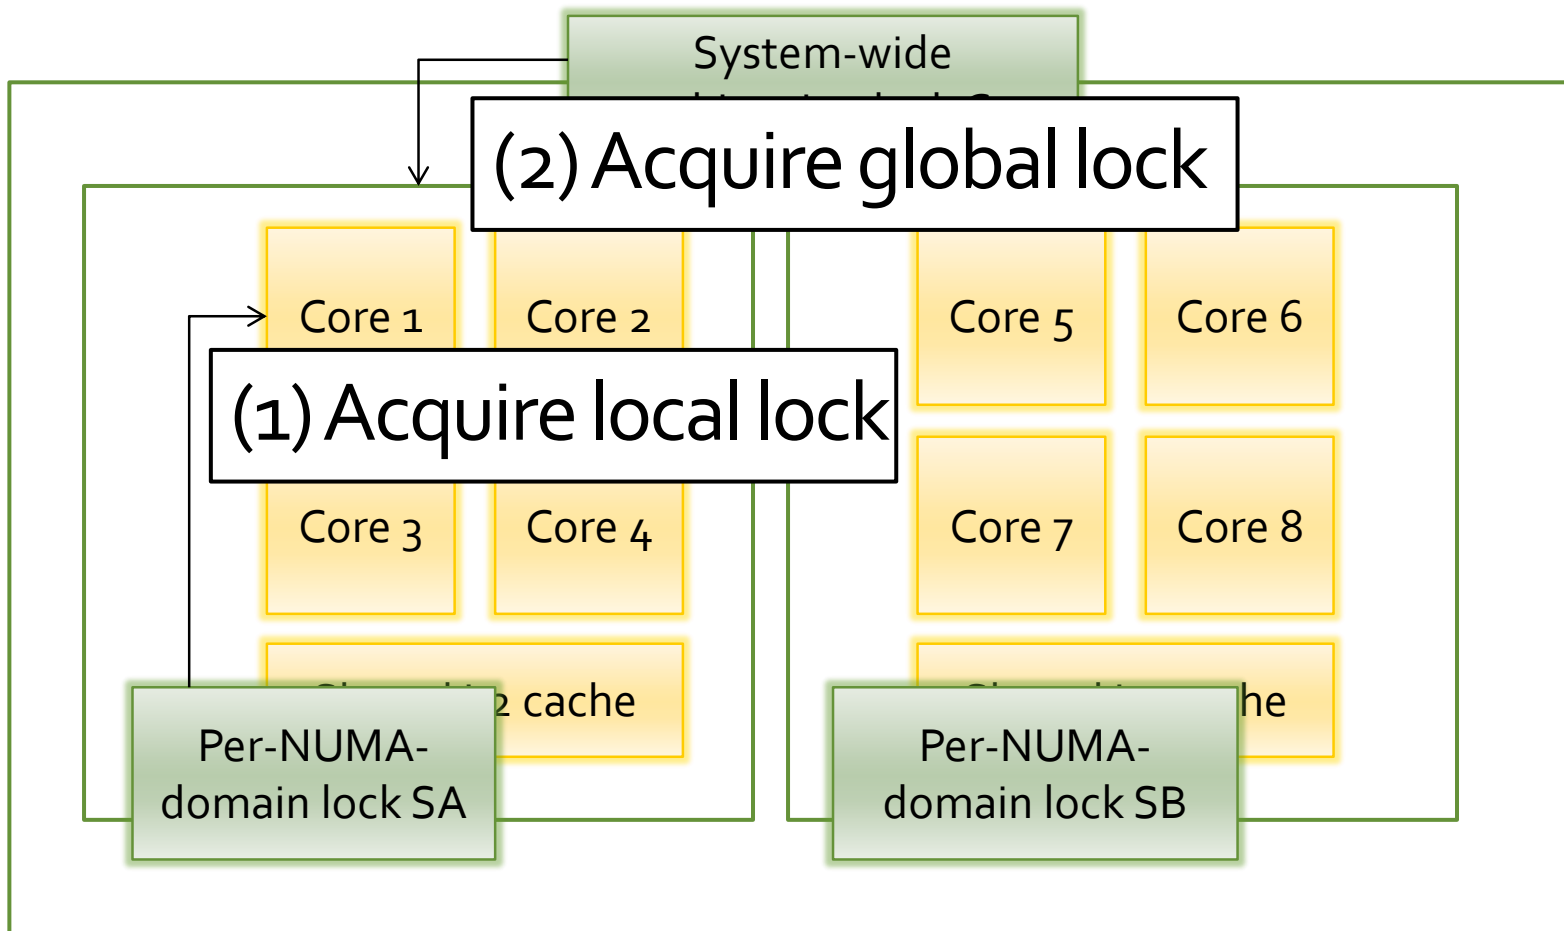 System-wide
(2) Acquire global lock
Core 1
Core 2
Core 5
Core 6
(1) Acquire local lock
Core 3
Core 4
Core 7
Core 8
2 cache
Per-NUMA-
domain lock SA
Per-NUMA-
domain lock SB